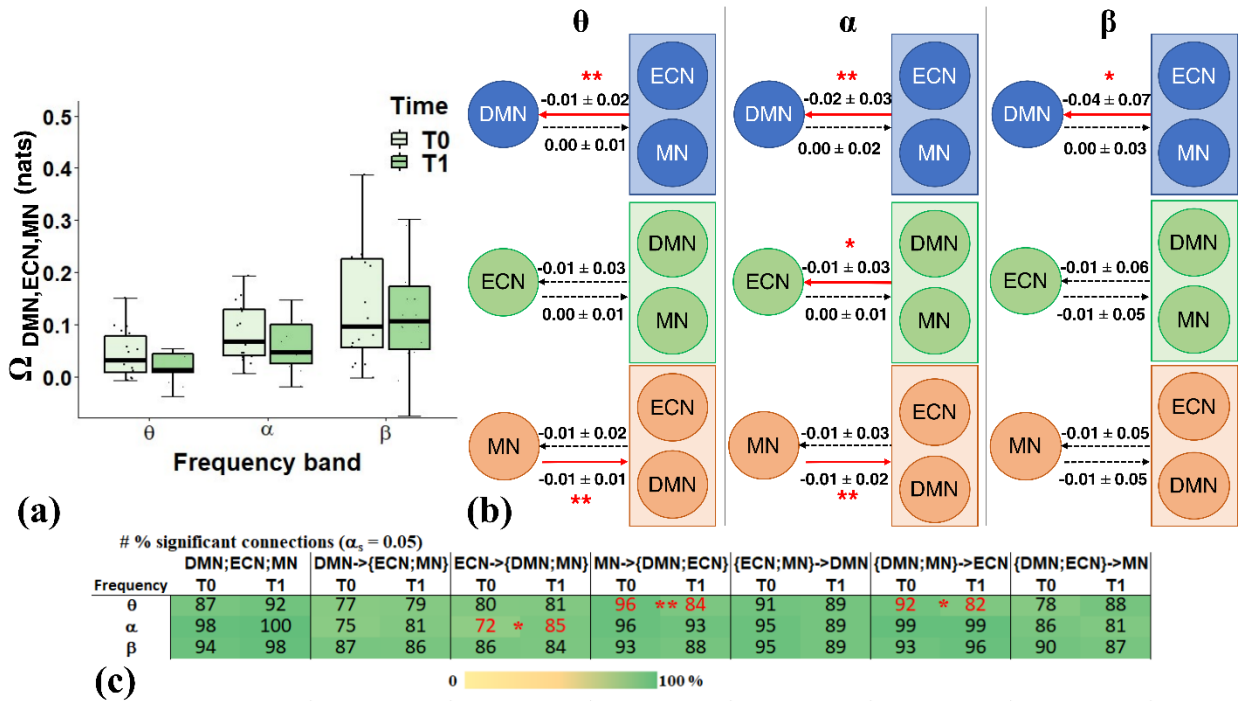 0.5
0.4
0.3
0.2
0.1
0.0
Ω DMN,ECN,MN (nats)
Time
T0
T1
θ
α
β
Frequency band
(a)
θ
α
β
**
DMN
-0.01 ± 0.02
0.00 ± 0.01
ECN
MN
**
DMN
-0.02 ± 0.03
0.00 ± 0.02
ECN
MN
*
DMN
-0.04 ± 0.07
0.00 ± 0.03
ECN
MN
ECN
-0.01 ± 0.03
0.00 ± 0.01
DMN
MN
*
ECN
-0.01 ± 0.03
0.00 ± 0.01
DMN
MN
ECN
-0.01 ± 0.06
-0.01 ± 0.05
DMN
MN
MN
-0.01 ± 0.02
-0.01 ± 0.01
**
ECN
DMN
MN
-0.01 ± 0.03
-0.01 ± 0.02
**
ECN
DMN
MN
-0.01 ± 0.05
-0.01 ± 0.05
ECN
DMN
(b)
# % significant connections (αs = 0.05)
DMN;ECN;MN DMN->{ECN;MN} ECN->{DMN;MN} MN->{DMN;ECN} {ECN;MN}->DMN {DMN;MN}->ECN {DMN;ECN}->MN
Frequency T0 T1 T0 T1 T0 T1 T0 T1 T0 T1 T0 T1 T0 T1
θ 87 92 77 79 80 81 96 ** 84 91 89 92 * 82 78 88
α 98 100 75 81 72 * 85 96 93 95 89 99 99 86 81
β 94 98 87 86 86 84 93 88 95 89 93 96 90 87
(c)
0 100 %